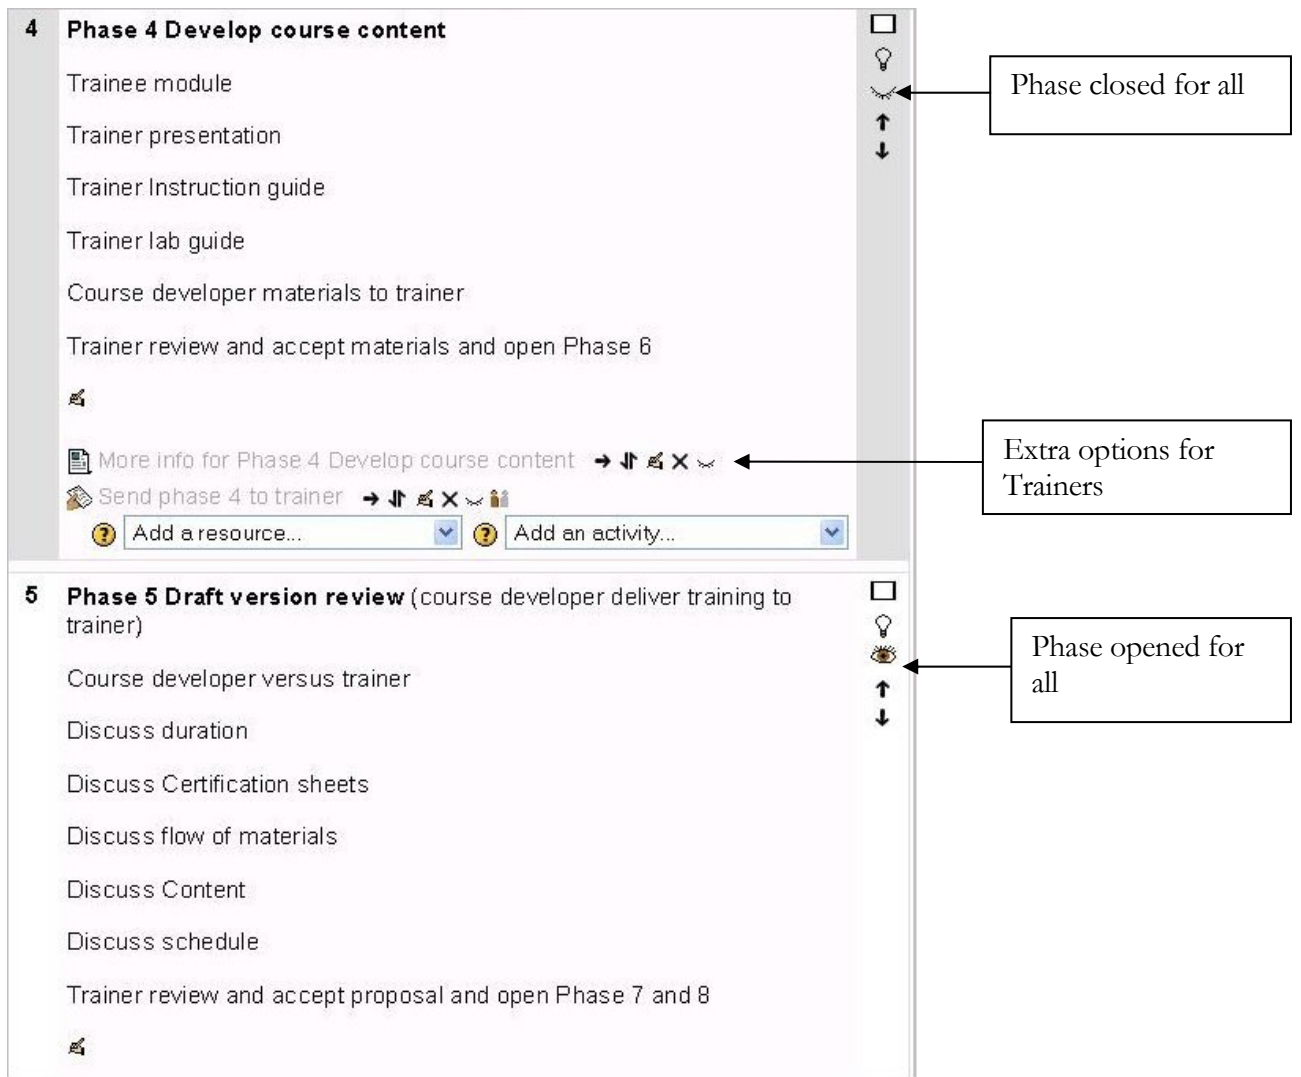 4 Phase 4 Develop course content
Trainee module
Phase closed for all
Trainer presentation
Trainer Instruction guide
Trainer lab guide
Course developer materials to trainer
Trainer review and accept materials and open Phase 6
More info for Phase 4 Develop course content
Extra options for
Trainers
Send phase 4 to trainer
Add a resource... Add an activity...
5 Phase 5 Draft version review (course developer deliver training to
trainer)
Phase opened for
all
Course developer versus trainer
Discuss duration
Discuss Certification sheets
Discuss flow of materials
Discuss Content
Discuss schedule
Trainer review and accept proposal and open Phase 7 and 8